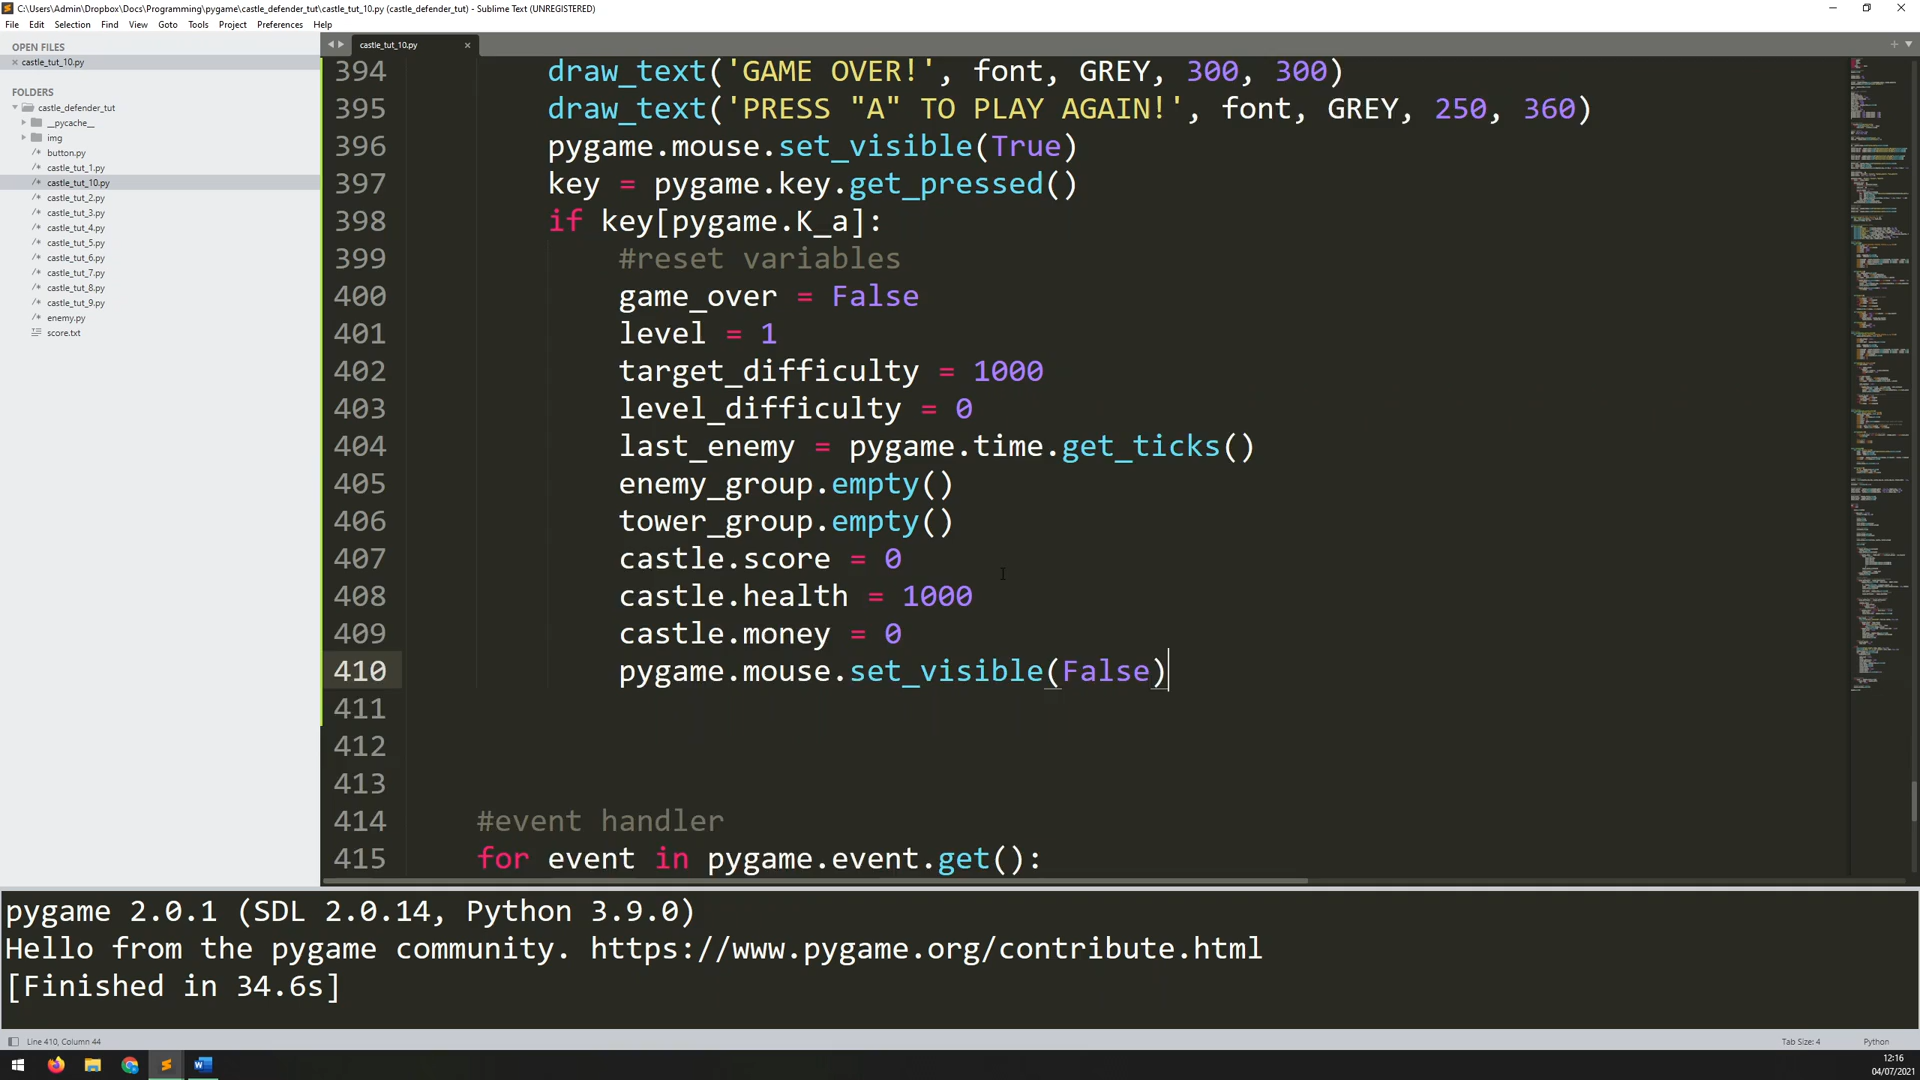 C:\Users\Admin\Dropbox\Docs\Programming\pygame\castle_defender_tut\castle_tut_10.py (castle_defender_tut) - Sublime Text (UNREGISTERED)
File Edit Selection Find View Goto Tools Project Preferences Help
OPEN FILES
castle_tut_10.py
FOLDERS
castle_defender_tut
__pycache__
img
button.py
castle_tut_1.py
castle_tut_10.py
castle_tut_2.py
castle_tut_3.py
castle_tut_4.py
castle_tut_5.py
castle_tut_6.py
castle_tut_7.py
castle_tut_8.py
castle_tut_9.py
enemy.py
score.txt
castle_tut_10.py
394 draw_text('GAME OVER!', font, GREY, 300, 300)
395 draw_text('PRESS "A" TO PLAY AGAIN!', font, GREY, 250, 360)
396 pygame.mouse.set_visible(True)
397 key = pygame.key.get_pressed()
398 if key[pygame.K_a]:
399 #reset variables
400 game_over = False
401 level = 1
402 target_difficulty = 1000
403 level_difficulty = 0
404 last_enemy = pygame.time.get_ticks()
405 enemy_group.empty()
406 tower_group.empty()
407 castle.score = 0
408 castle.health = 1000
409 castle.money = 0
410 pygame.mouse.set_visible(False)
411
412
413
414 #event handler
415 for event in pygame.event.get():
pygame 2.0.1 (SDL 2.0.14, Python 3.9.0)
Hello from the pygame community. https://www.pygame.org/contribute.html
[Finished in 34.6s]
Line 410, Column 44
Tab Size: 4
Python
12:16
04/07/2021